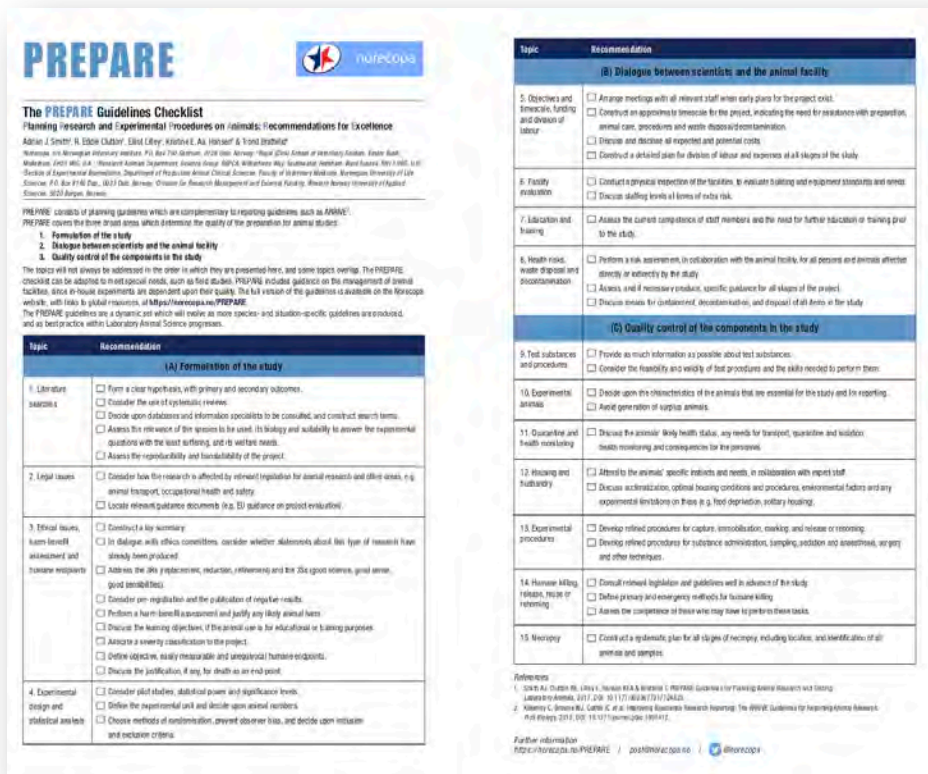 PREPARE
norecopa
The PREPARE Guidelines Checklist
Planning Research and Experimental Procedures on Animals: Recommendations for Excellence
Adrian J. Smith, R. Eddie Clutton, Elliot Lilley, Kristine E. Aa. Hansen & Trond Brattelid
PREPARE consists of planning guidelines which are complementary to reporting guidelines such as ARRIVE
PREPARE covers the three broad areas which determine the quality of the preparation for animal studies:
1. Formulation of the study
2. Dialogue between scientists and the animal facility
3. Quality control of the components in the study
The topics will not always be addressed in the order in which they are presented here, and some topics overlap. The PREPARE
checklist can be adapted to meet special needs, such as field studies. PREPARE includes guidance on the management of animal
facilities, since in-house experiments are dependent upon their quality. The full version of the guidelines is available on the Norecopa
website, with links to global resources, at https://norecopa.no/PREPARE.
The PREPARE guidelines are a dynamic set which will evolve as more species- and situation-specific guidelines are produced,
and as best practice within Laboratory Animal Science progresses.
Topic Recommendation
(A) Formulation of the study
1. Literature
searches
Form a clear hypothesis, with primary and secondary outcomes.
Consider the use of systematic reviews.
Decide upon databases and information specialists to be consulted, and construct search terms.
Assess the relevance of the species to be used, its biology and suitability to answer the experimental
questions with the least suffering, and its welfare needs.
Assess the reproducibility and translatability of the project.
2. Legal issues
Consider how the research is affected by relevant legislation for animal research and other areas, e.g.
animal transport, occupational health and safety.
Locate relevant guidance documents (e.g. EU guidance on project evaluation).
3. Ethical issues,
harm-benefit
assessment and
humane endpoints
Construct a lay summary.
In dialogue with ethics committees, consider whether statements about this type of research have
already been produced.
Address the 3Rs (replacement, reduction, refinement) and the 3Ss (good science, good sense,
good sensibilities).
Consider pre-registration and the publication of negative results.
Perform a harm-benefit assessment and justify any likely animal harm.
Discuss the learning objectives, if the animal use is for educational or training purposes.
Allocate a severity classification to the project.
Define objective, easily measurable and unequivocal humane endpoints.
Discuss the justification, if any, for death as an end-point.
4. Experimental
design and
statistical analysis
Consider pilot studies, statistical power and significance levels.
Define the experimental unit and decide upon animal numbers.
Choose methods of randomisation, prevent observer bias, and decide upon inclusion
and exclusion criteria.
Topic Recommendation
(B) Dialogue between scientists and the animal facility
5. Objectives and
timescale, funding
and division of
labour
Arrange meetings with all relevant staff when early plans for the project exist.
Construct an approximate timescale for the project, indicating the need for assistance with preparation,
animal care, procedures and waste disposal/decontamination.
Discuss and disclose all expected and potential costs.
Construct a detailed plan for division of labour and expenses at all stages of the study.
6. Facility
evaluation
Conduct a physical inspection of the facilities, to evaluate building and equipment standards and needs.
Discuss staffing levels at times of extra risk.
7. Education and
training
Assess the current competence of staff members and the need for further education or training prior
to the study.
8. Health risks,
waste disposal and
decontamination
Perform a risk assessment, in collaboration with the animal facility, for all persons and animals affected
directly or indirectly by the study.
Assess, and if necessary produce, specific guidance for all stages of the project.
Discuss means for containment, decontamination, and disposal of all items in the study.
(C) Quality control of the components in the study
9. Test substances
and procedures
Provide as much information as possible about test substances.
Consider the feasibility and validity of test procedures and the skills needed to perform them.
10. Experimental
animals
Decide upon the characteristics of the animals that are essential for the study and for reporting.
Avoid generation of surplus animals.
11. Quarantine and
health monitoring
Discuss the animals' likely health status, any needs for transport, quarantine and isolation,
health monitoring and consequences for the personnel.
12. Housing and
husbandry
Attend to the animals' specific instincts and needs, in collaboration with expert staff.
Discuss acclimatization, optimal housing conditions and procedures, environmental factors and any
experimental limitations on these (e.g. food deprivation, solitary housing).
13. Experimental
procedures
Develop refined procedures for capture, immobilisation, marking, and release or rehoming.
Develop refined procedures for substance administration, sampling, sedation and anaesthesia, surgery
and other techniques.
14. Humane killing,
release, reuse or
rehoming
Consult relevant legislation and guidelines well in advance of the study.
Define primary and emergency methods for humane killing.
Assess the competence of those who may have to perform these tasks.
15. Necropsy
Construct a systematic plan for all stages of necropsy, including location, and identification of all
animals and samples.
References
Further information
https://norecopa.no/PREPARE / post@norecopa.no / @norecopa